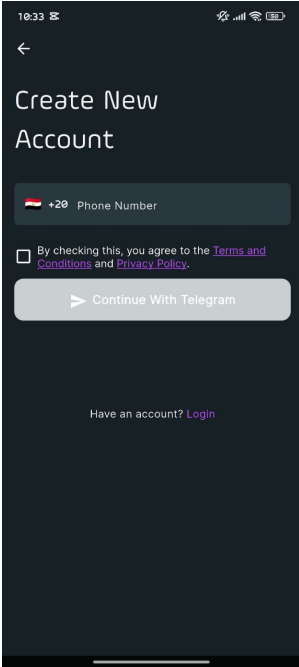 10:33
50
Create New
Account
+20 Phone Number
By checking this, you agree to the Terms and
Conditions and Privacy Policy.
Continue With Telegram
Have an account? Login